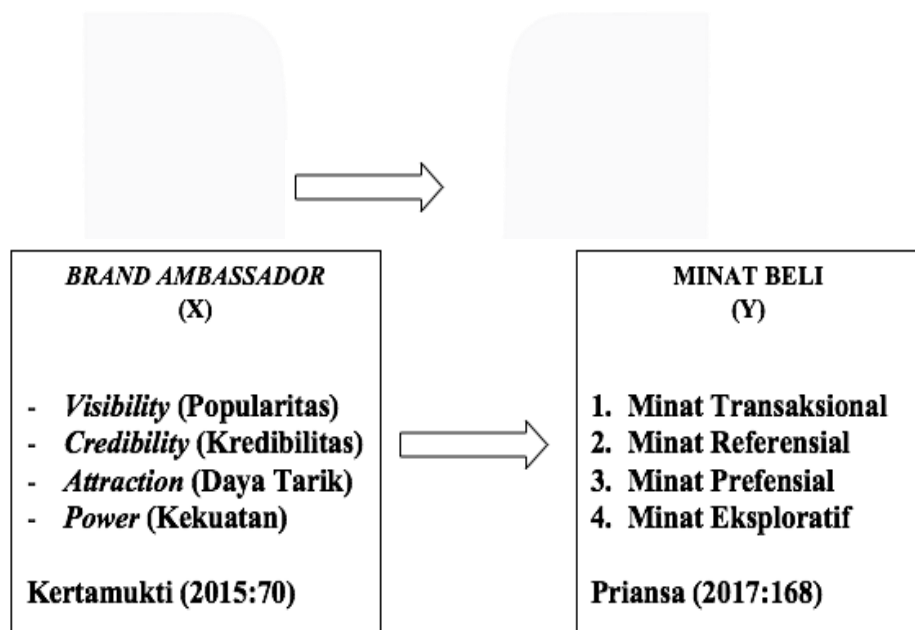 BRAND AMBASSADOR
(X)
- Visibility (Popularitas)
- Credibility (Kredibilitas)
- Attraction (Daya Tarik)
- Power (Kekuatan)
Kertamukti (2015:70)
MINAT BELI
(Y)
1. Minat Transaksional
2. Minat Referensial
3. Minat Prefensial
4. Minat Eksploratif
Priansa (2017:168)